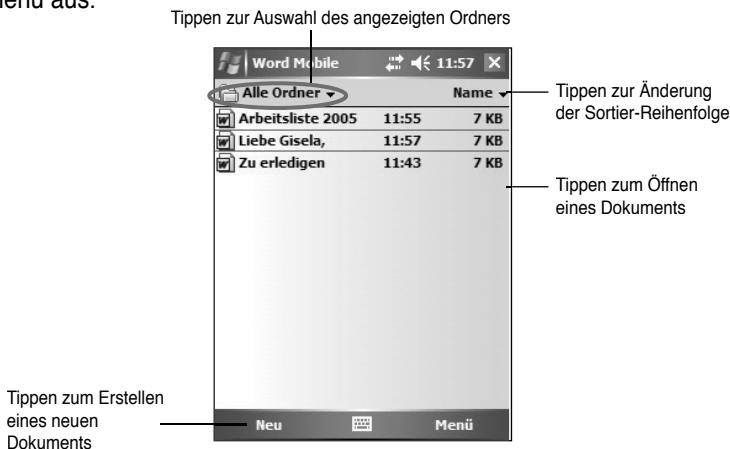 enü aus.
Tippen zur Auswahl des angezeigten Ordners
Word Mobile 11:57
Alle Ordner Name
Arbeitsliste 2005 11:55 7 KB
Liebe Gisela, 11:57 7 KB
Zu erledigen 11:43 7 KB
Tippen zur Änderung
der Sortier-Reihenfolge
Tippen zum Öffnen
eines Dokuments
Tippen zum Erstellen
eines neuen
Dokuments
Neu Menü